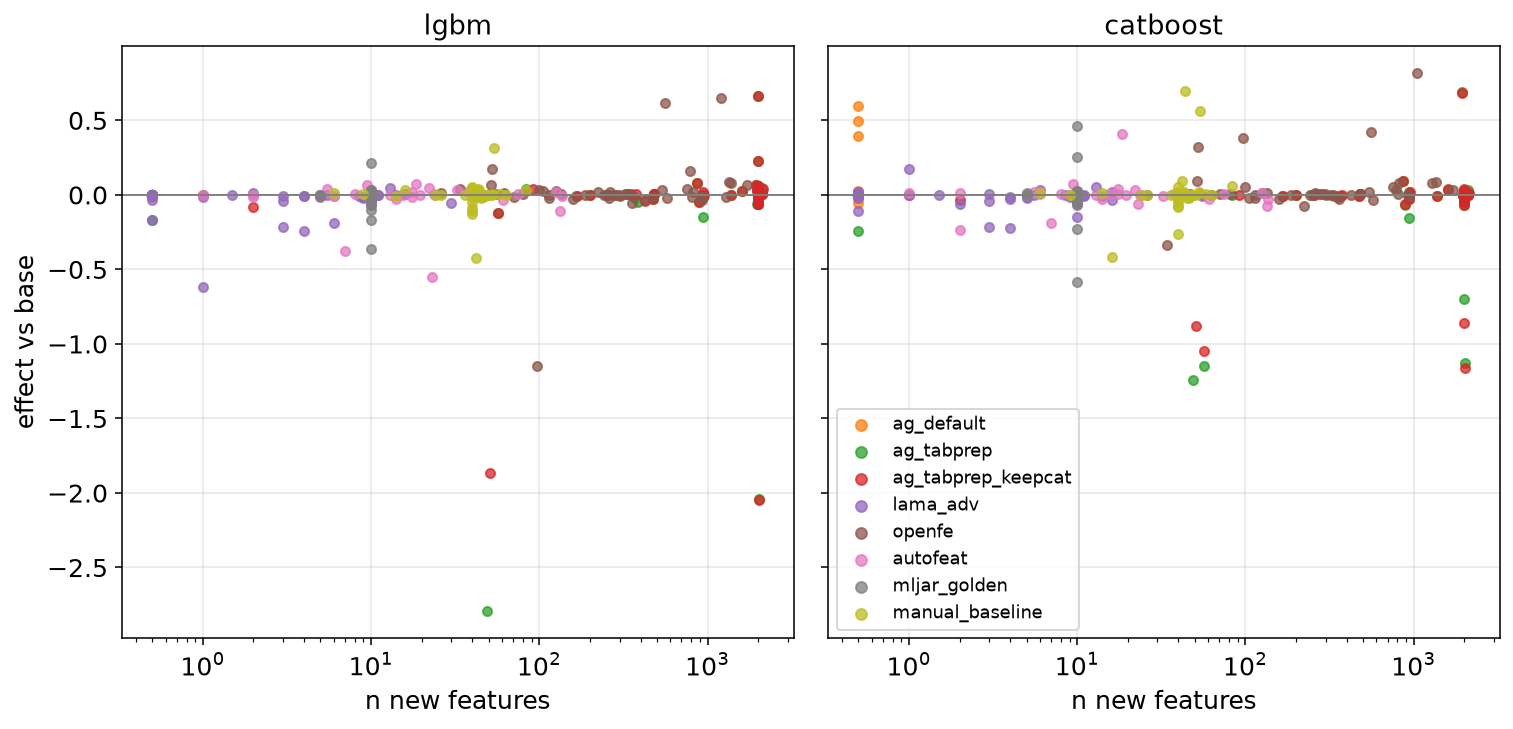 lgbm
catboost
effect vs base
0.5
0.0
−0.5
−1.0
−1.5
−2.0
−2.5
10^0 10^1 10^2 10^3
10^0 10^1 10^2 10^3
n new features
n new features
ag_default
ag_tabprep
ag_tabprep_keepcat
lama_adv
openfe
autofeat
mljar_golden
manual_baseline